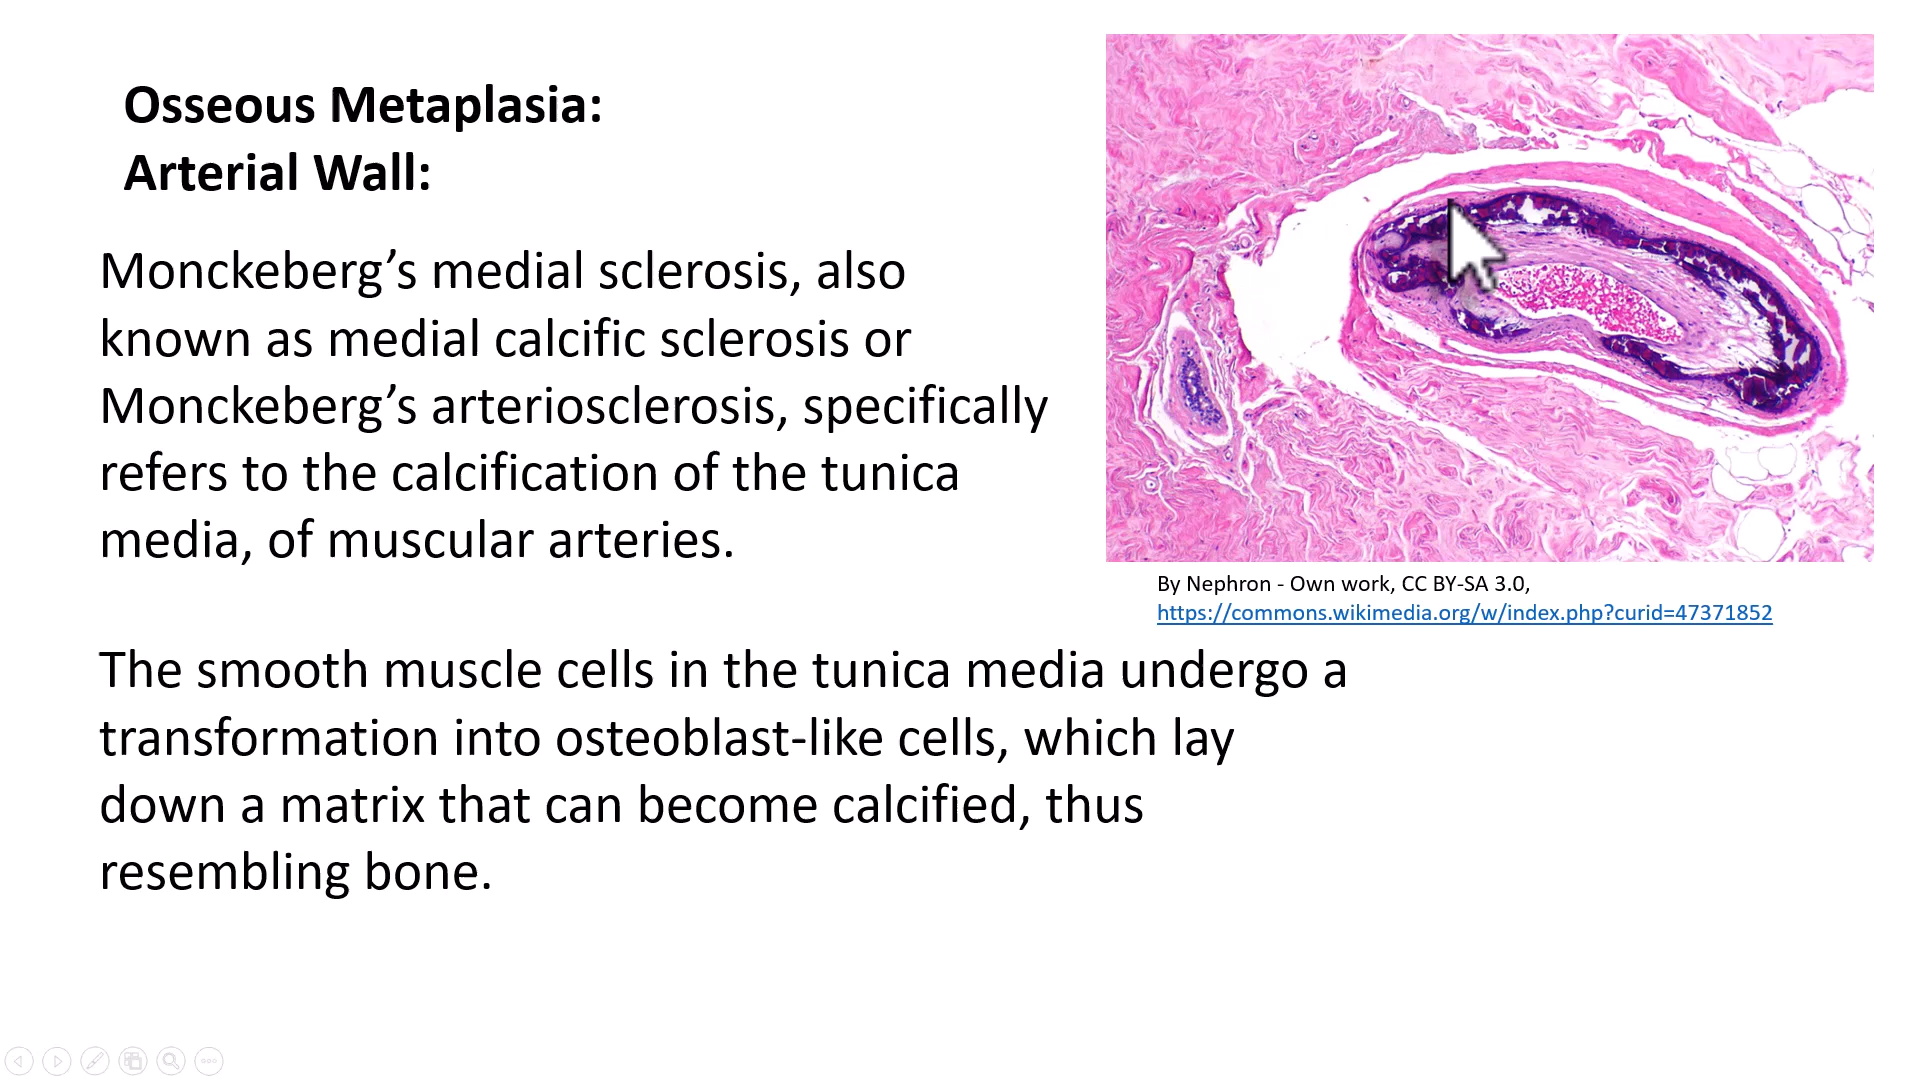 Osseous Metaplasia:
Arterial Wall:
Monckeberg’s medial sclerosis, also
known as medial calcific sclerosis or
Monckeberg’s arteriosclerosis, specifically
refers to the calcification of the tunica
media, of muscular arteries.
By Nephron - Own work, CC BY-SA 3.0,
https://commons.wikimedia.org/w/index.php?curid=47371852
The smooth muscle cells in the tunica media undergo a
transformation into osteoblast-like cells, which lay
down a matrix that can become calcified, thus
resembling bone.